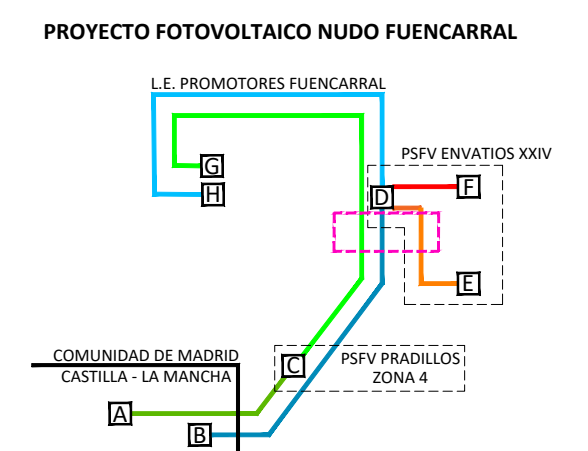 PROYECTO FOTOVOLTAICO NUDO FUENCARRAL
L.E. PROMOTORES FUENCARRAL
PSFV ENVATIOS XXIV
G
F
H
D
E
COMUNIDAD DE MADRID
PSFV PRADILLOS
ZONA 4
C
CASTILLA - LA MANCHA
A
B